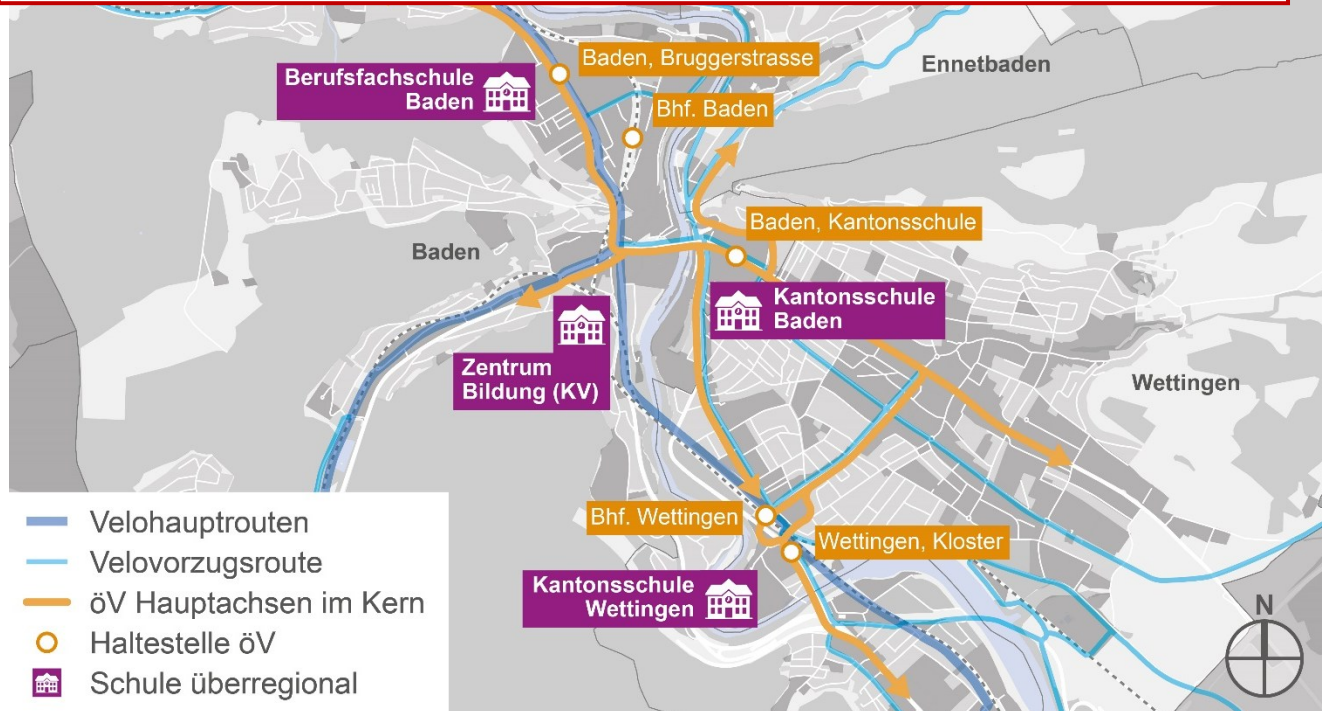 Baden, Bruggerstrasse
Ennetbaden
Berufsfachschule
Baden
Bhf. Baden
Baden, Kantonsschule
Baden
Kantonsschule
Baden
Zentrum
Bildung (KV)
Wettingen
Bhf. Wettingen
Wettingen, Kloster
Kantonsschule
Wettingen
Velohauptrouten
Velovorzugsroute
öV Hauptachsen im Kern
Haltestelle öV
Schule überregional
N